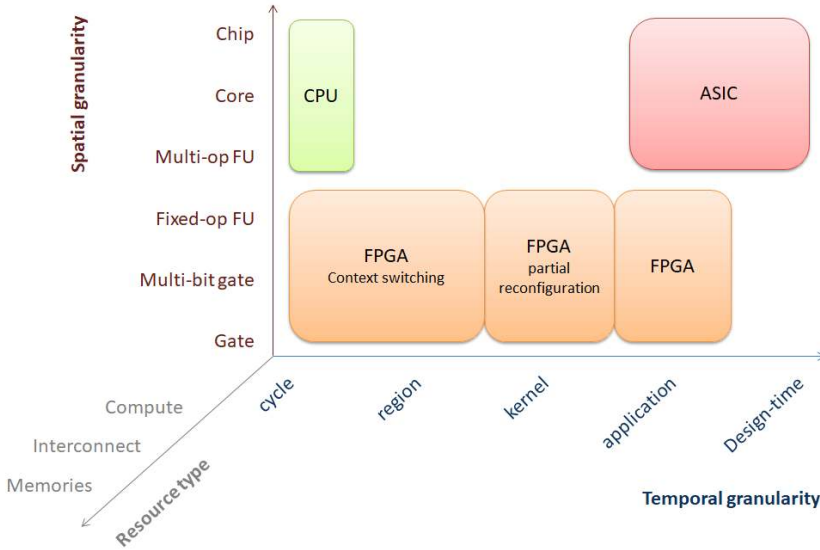 Spatial granularity
Chip
Core
Multi-op FU
Fixed-op FU
Multi-bit gate
Gate
CPU
ASIC
FPGA
Context switching
FPGA
partial
reconfiguration
FPGA
cycle
region
kernel
application
Design-time
Temporal granularity
Compute
Interconnect
Memories
Resource type